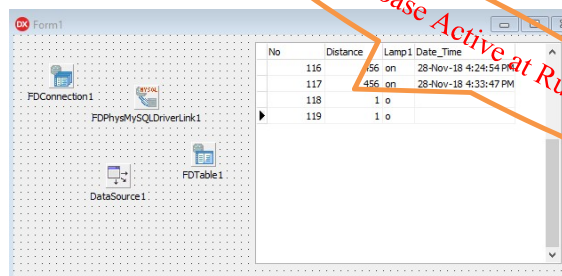 DX Form1
ase Active at Ru
No Distance Lamp1 Date_Time
116 456 on 28-Nov-18 4:24:54 PM
117 456 on 28-Nov-18 4:33:47 PM
118 1 o
119 1 o
FDConnection1
MYSQL
FDPhysMySQLDriverLink1
FDTable1
DataSource1